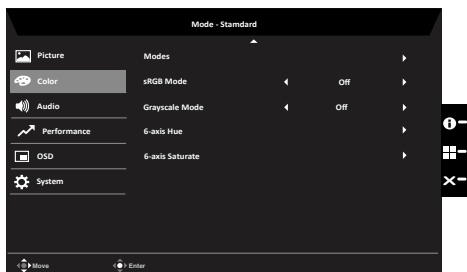 Mode - Stamdard
Picture
Modes
Color
sRGB Mode Off
Audio
Grayscale Mode Off
Performance
6-axis Hue
OSD
6-axis Saturate
System
Move Enter